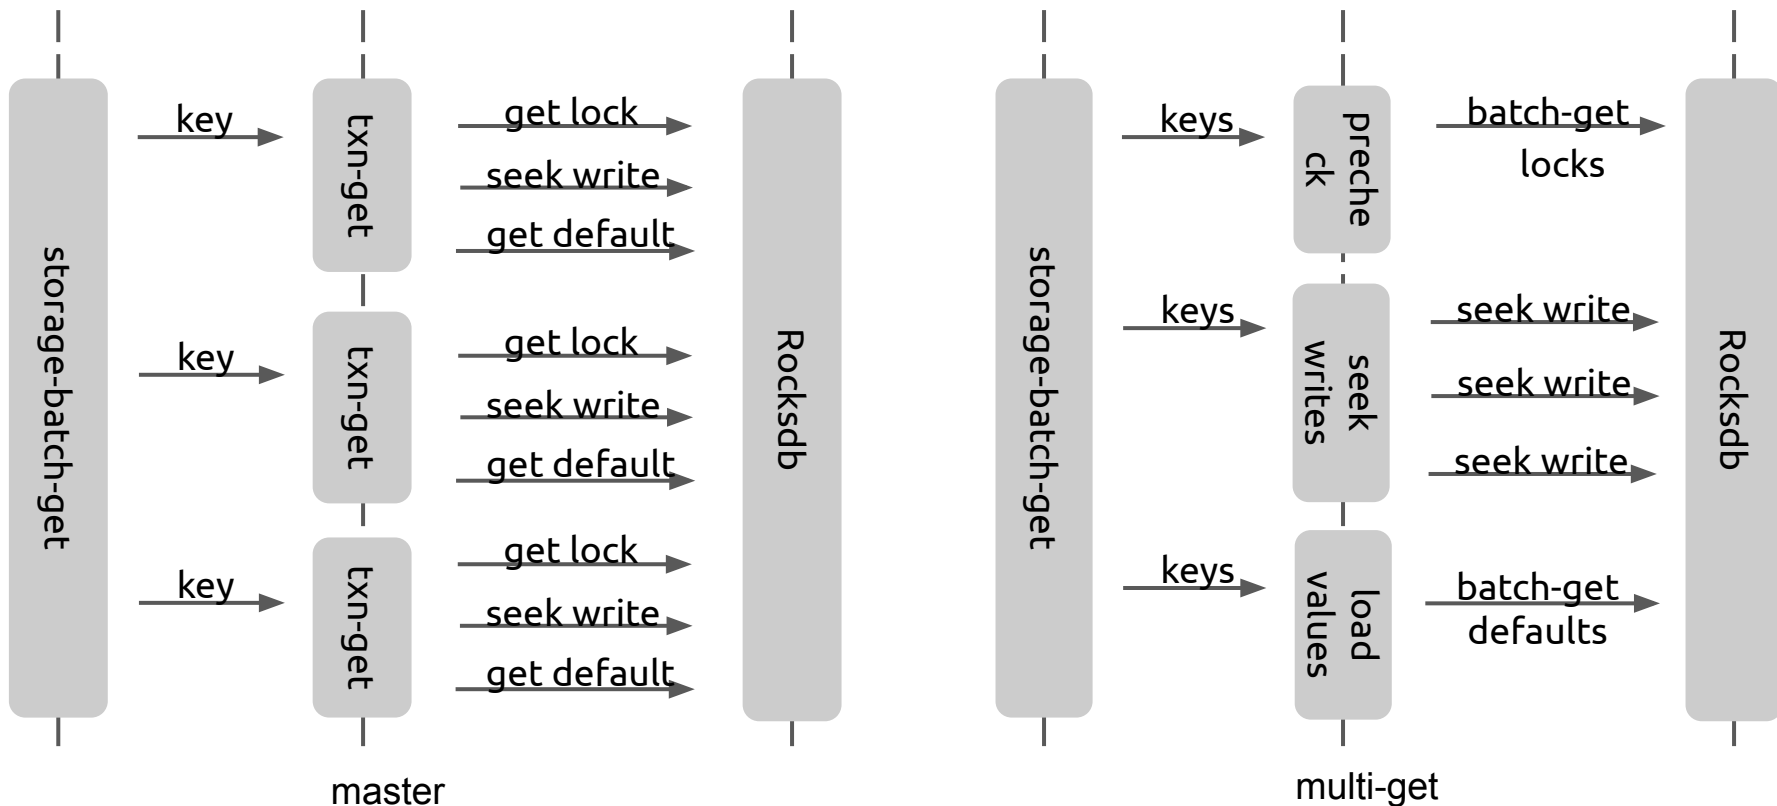 storage-batch-get
key
txn-get
get lock
seek write
get default
key
txn-get
get lock
seek write
get default
key
txn-get
get lock
seek write
get default
Rocksdb
master
storage-batch-get
keys
preche
ck
batch-get
locks
keys
seek
writes
seek write
seek write
seek write
keys
load
values
batch-get
defaults
Rocksdb
multi-get